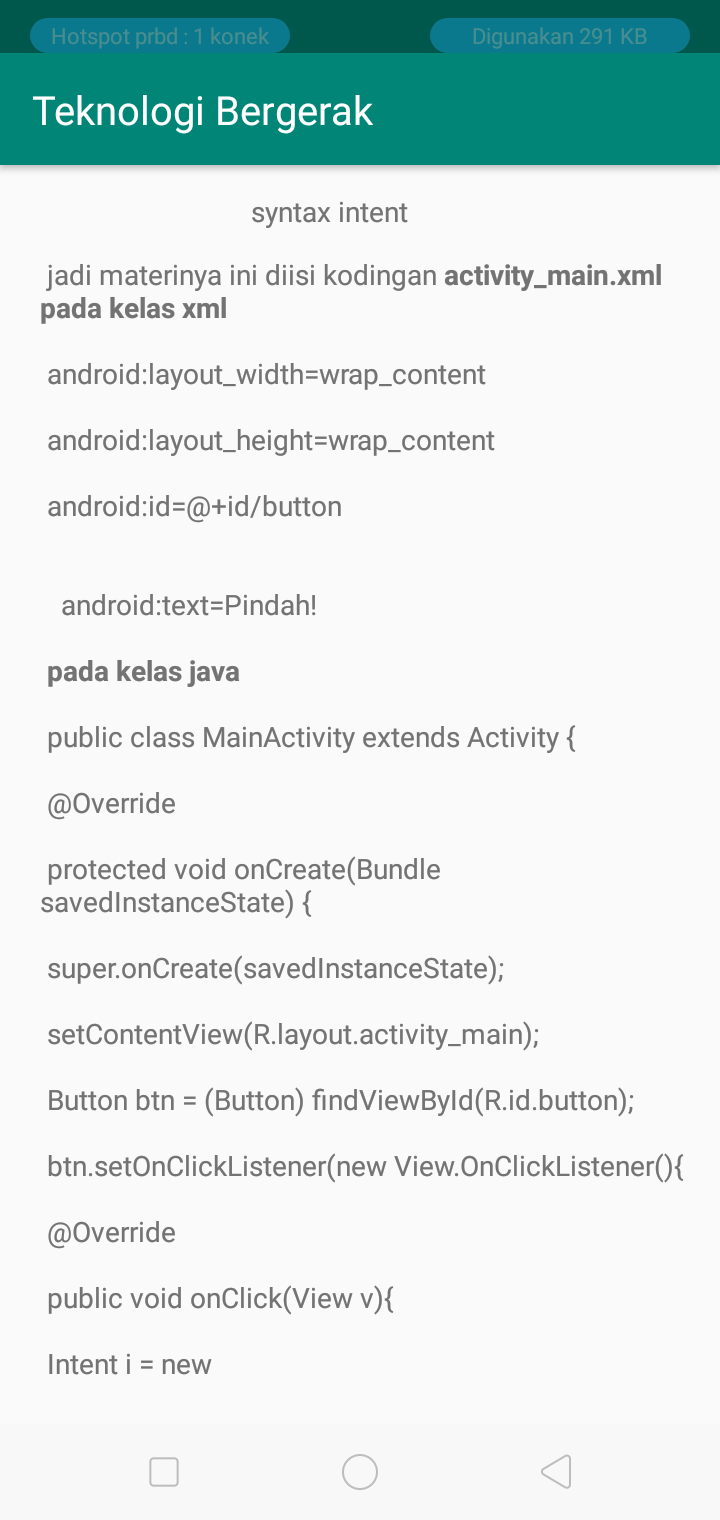 Hotspot prbd : 1 konek
Digunakan 291 KB
Teknologi Bergerak
syntax intent
jadi materinya ini diisi kodingan activity_main.xml
pada kelas xml
android:layout_width=wrap_content
android:layout_height=wrap_content
android:id=@+id/button
android:text=Pindah!
pada kelas java
public class MainActivity extends Activity {
@Override
protected void onCreate(Bundle
savedInstanceState) {
super.onCreate(savedInstanceState);
setContentView(R.layout.activity_main);
Button btn = (Button) findViewById(R.id.button);
btn.setOnClickListener(new View.OnClickListener(){
@Override
public void onClick(View v){
Intent i = new